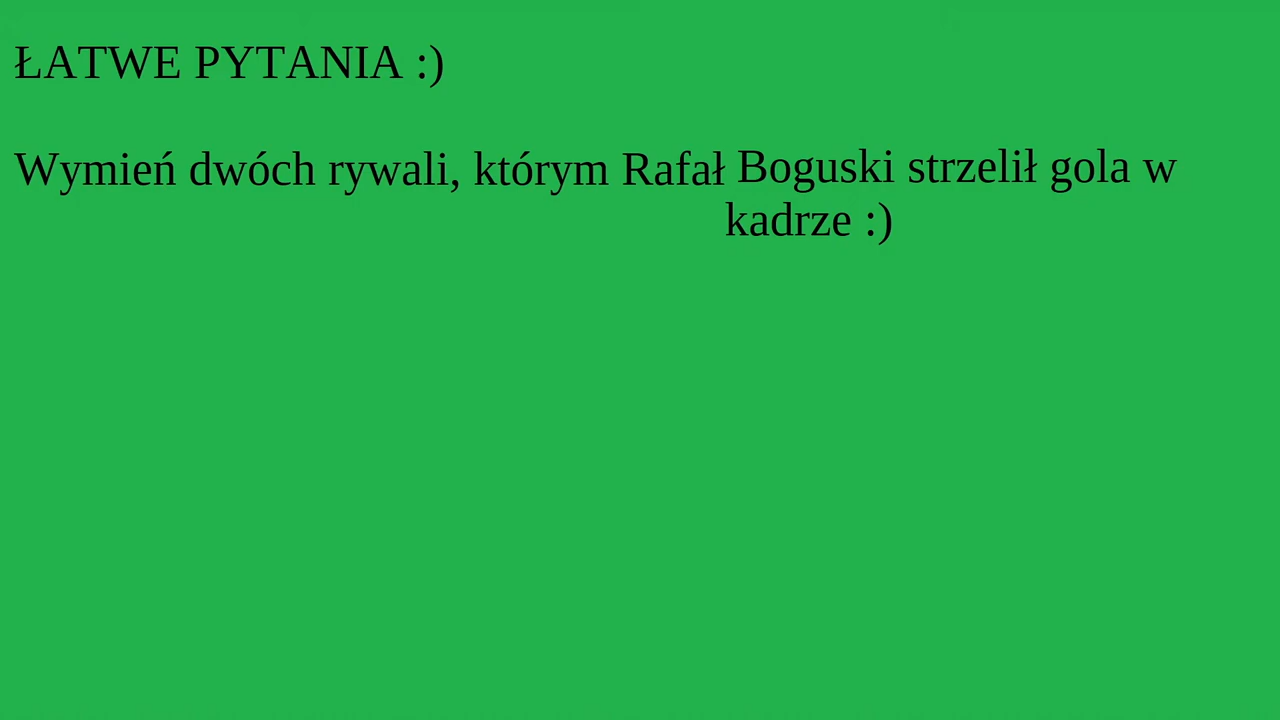 ŁATWE PYTANIA :)
Wymień dwóch rywali, którym Rafał Boguski strzelił gola w
kadrze :)